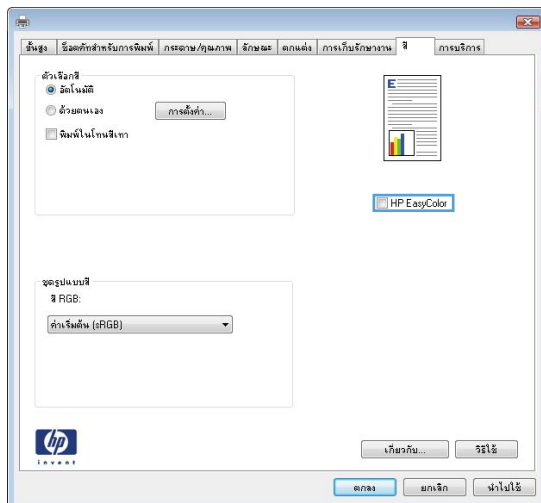 ขั้นสูง
ช็อตคัทสำหรับการพิมพ์
กระดาษ/คุณภาพ
ลักษณะ
ตกแต่ง
การเก็บรักษางาน
สี
การบริการ
ตัวเลือกสี
อัตโนมัติ
ด้วยตนเอง
การตั้งค่า...
พิมพ์ในโทนสีเทา
E
HP EasyColor
ชุดรูปแบบสี
สี RGB:
ค่าเริ่มต้น (sRGB)
hp
invent
เกี่ยวกับ...
วิธีใช้
ตกลง
ยกเลิก
นำไปใช้